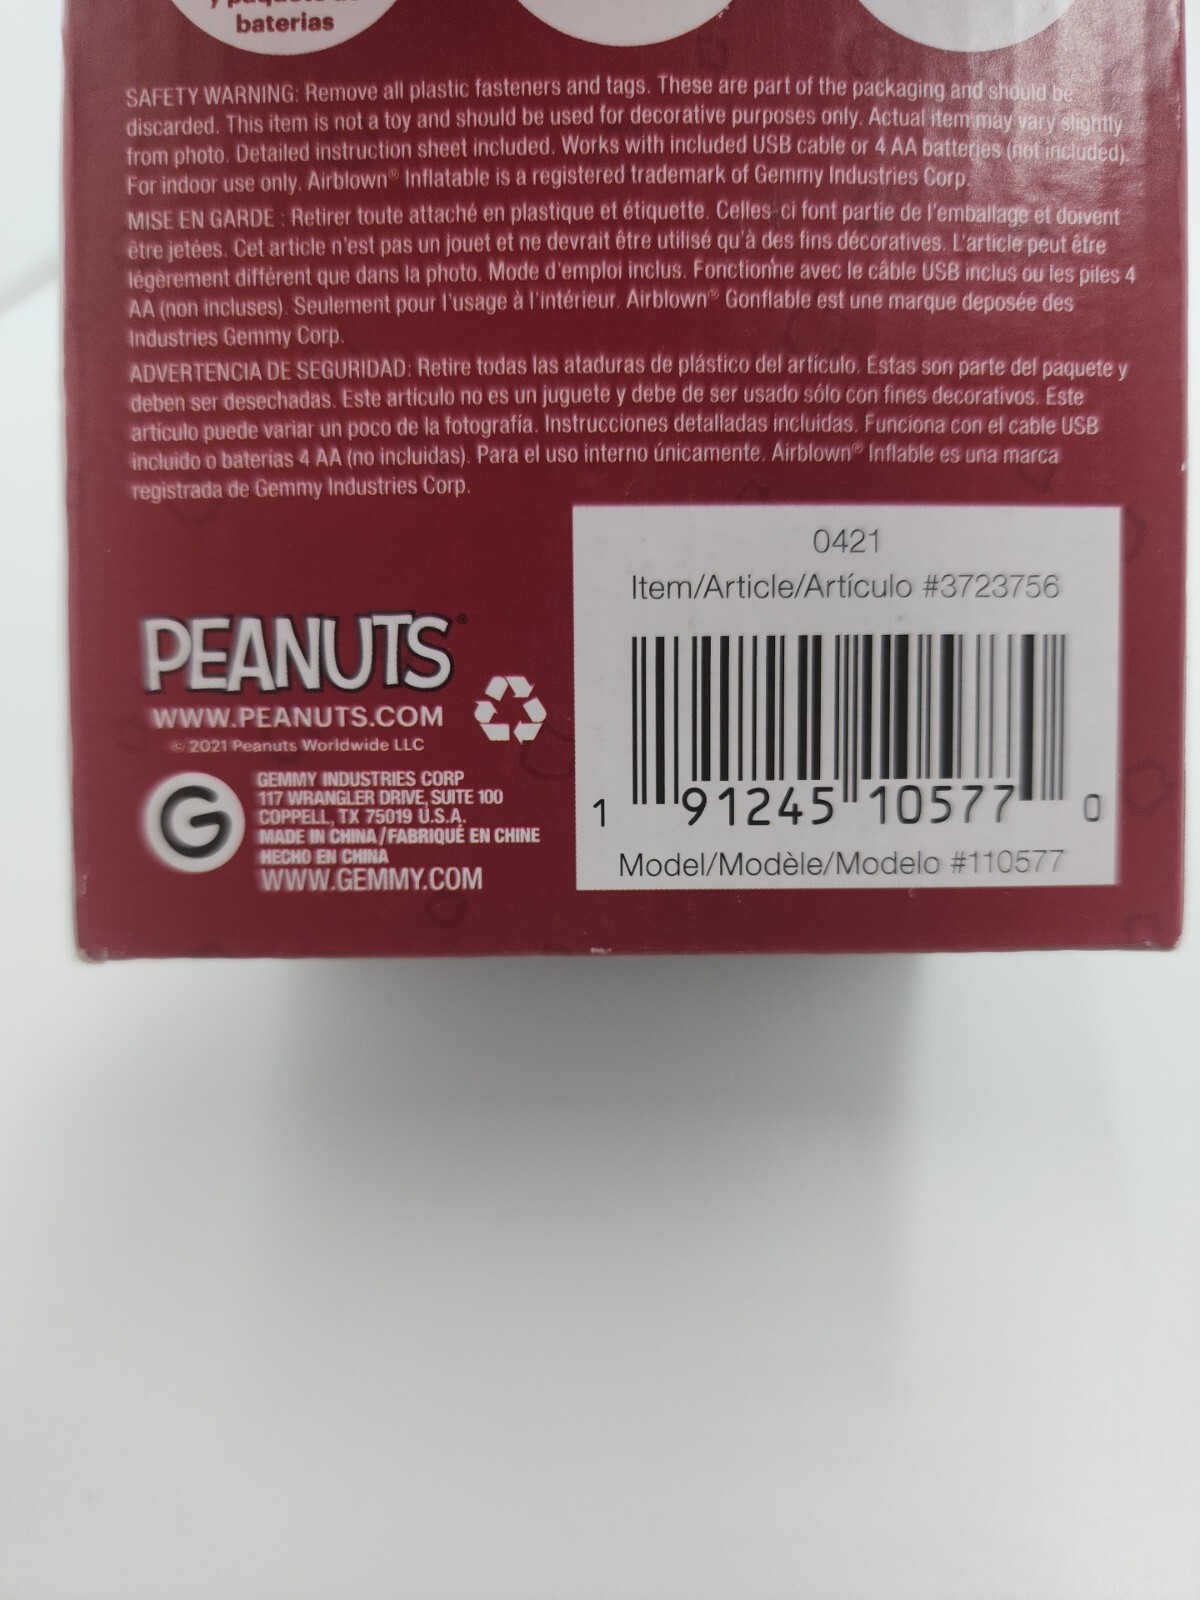 baterias
SAFETY WARNING: Remove all plastic fasteners and tags. These are part of the packaging and should be
discarded. This item is not a toy and should be used for decorative purposes only. Actual item may vary slightly
from photo. Detailed instruction sheet included. Works with included USB cable or 4 AA batteries (not included).
For indoor use only. Airblown® Inflatable is a registered trademark of Gemmy Industries Corp.
MISE EN GARDE : Retirer toute attaché en plastique et étiquette. Celles-ci font partie de l'emballage et doivent
être jetées. Cet article n'est pas un jouet et ne devrait être utilisé qu'à des fins décoratives. L'article peut être
légèrement différent que dans la photo. Mode d'emploi inclus. Fonctionne avec le câble USB inclus ou les piles 4
AA (non incluses). Seulement pour l'usage à l'intérieur. Airblown® Gonflable est une marque deposée des
Industries Gemmy Corp.
ADVERTENCIA DE SEGURIDAD: Retire todas las ataduras de plástico del artículo. Estas son parte del paquete y
deben ser desechadas. Este artículo no es un juguete y debe de ser usado sólo con fines decorativos. Este
artículo puede variar un poco de la fotografía. Instrucciones detalladas incluidas. Funciona con el cable USB
incluido o baterías 4 AA (no incluidas). Para el uso interno únicamente. Airblown® Inflable es una marca
registrada de Gemmy Industries Corp.
PEANUTS®
WWW.PEANUTS.COM
© 2021 Peanuts Worldwide LLC
G
GEMMY INDUSTRIES CORP
117 WRANGLER DRIVE, SUITE 100
COPPELL, TX 75019 U.S.A.
MADE IN CHINA/FABRIQUÉ EN CHINE
HECHO EN CHINA
WWW.GEMMY.COM
0421
Item/Article/Artículo #3723756
1 91245 10577 0
Model/Modèle/Modelo #110577